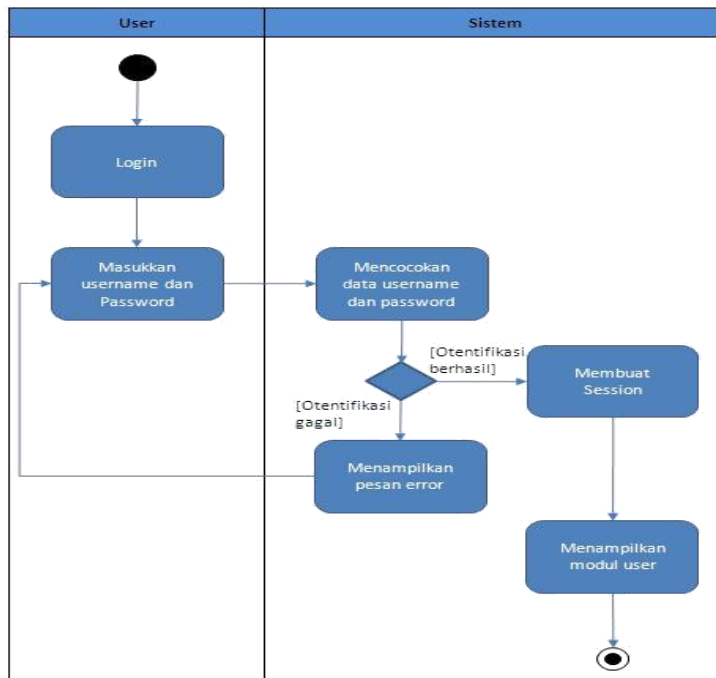 User
Sistem
Login
Masukkan
username dan
Password
Mencocokan
data username
dan password
[Otentifikasi
berhasil]
Membuat
Session
[Otentifikasi
gagal]
Menampilkan
pesan error
Menampilkan
modul user